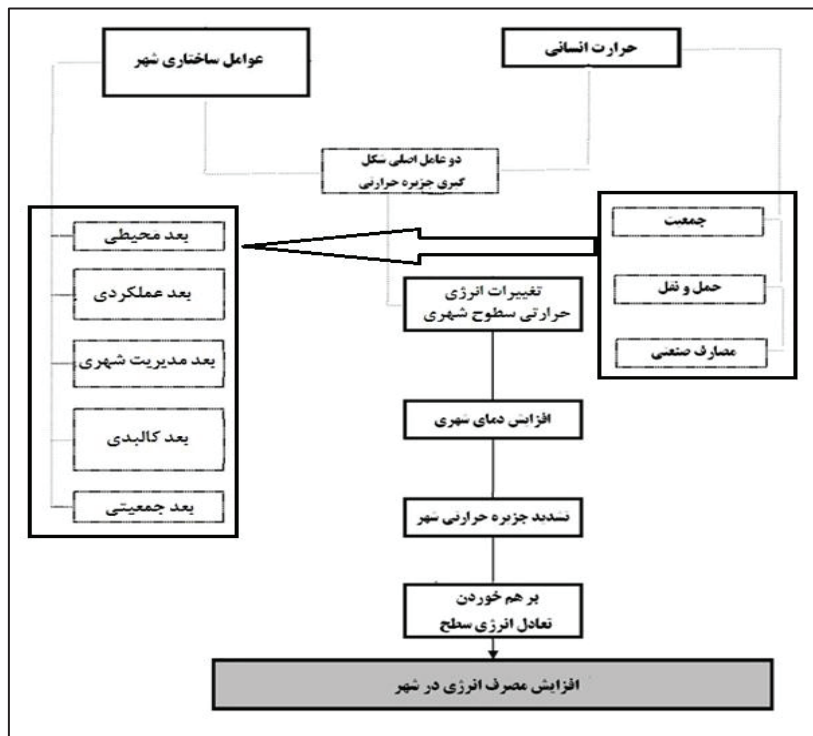 حرارت انسانی
عوامل ساختاری شهر
دو عامل اصلی شکل
گیری جزیره حرارتی
جمعیت
حمل و نقل
مصارف صنعتی
بعد محیطی
بعد عملکردی
بعد مدیریت شهری
بعد کالبدی
بعد جمعیتی
تغییرات انرژی
حرارتی سطوح شهری
افزایش دمای شهری
تشدید جزیره حرارتی شهر
بر هم خوردن
تعادل انرژی سطح
افزایش مصرف انرژی در شهر